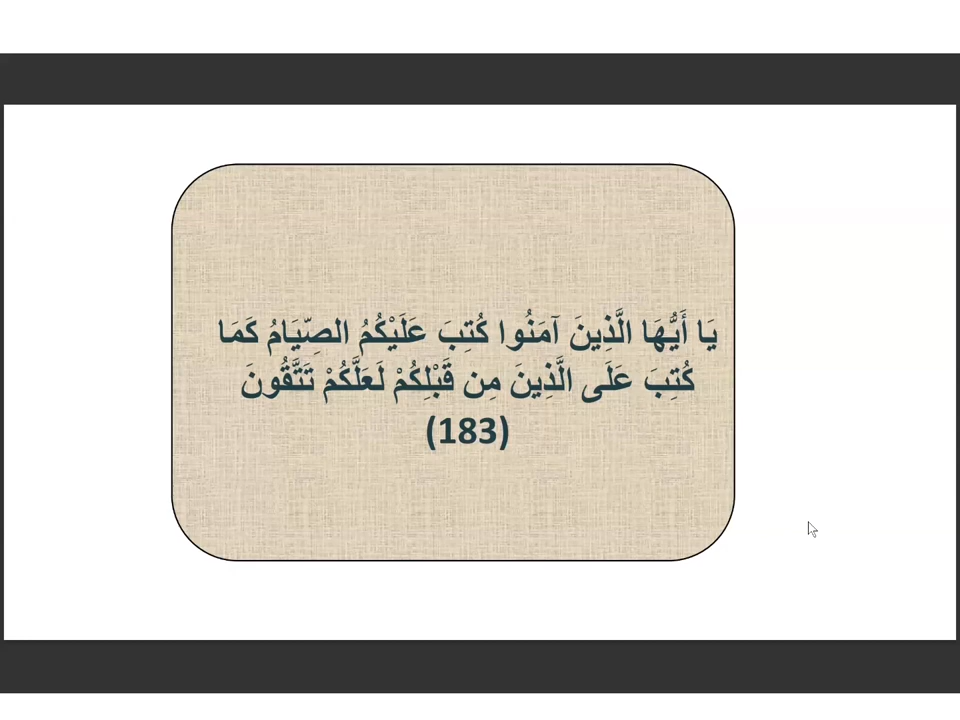 يَا أَيُّهَا الَّذِينَ آمَنُوا كُتِبَ عَلَيْكُمُ الصِّيَامُ كَمَا
كُتِبَ عَلَى الَّذِينَ مِن قَبْلِكُمْ لَعَلَّكُمْ تَتَّقُونَ
(183)